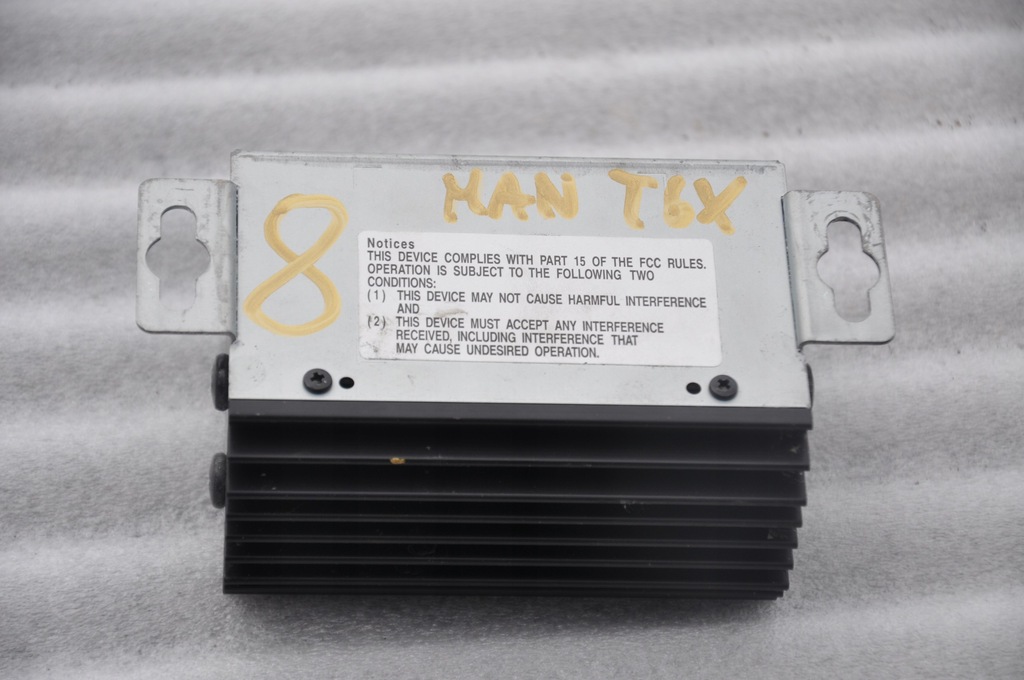 MAN TGX
8
Notices
THIS DEVICE COMPLIES WITH PART 15 OF THE FCC RULES.
OPERATION IS SUBJECT TO THE FOLLOWING TWO
CONDITIONS:
(1) THIS DEVICE MAY NOT CAUSE HARMFUL INTERFERENCE
AND
(2) THIS DEVICE MUST ACCEPT ANY INTERFERENCE
RECEIVED, INCLUDING INTERFERENCE THAT
MAY CAUSE UNDESIRED OPERATION.